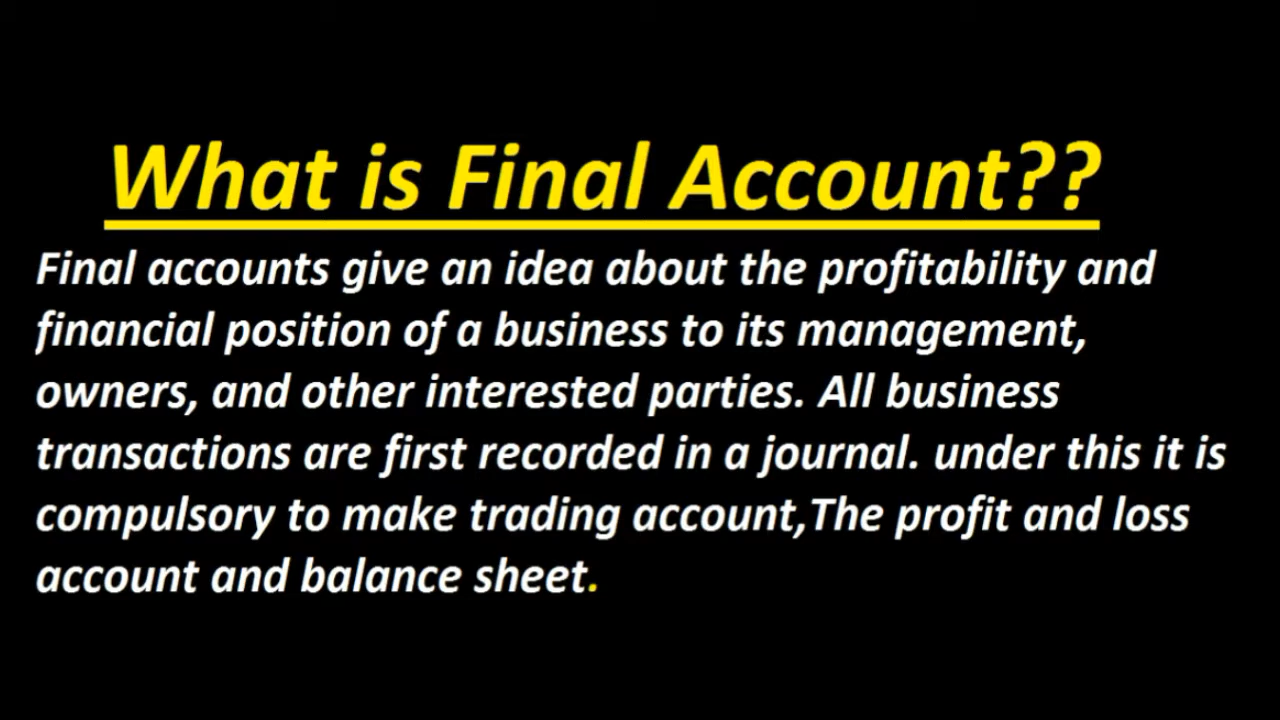 What is Final Account??
Final accounts give an idea about the profitability and
financial position of a business to its management,
owners, and other interested parties. All business
transactions are first recorded in a journal. under this it is
compulsory to make trading account,The profit and loss
account and balance sheet.